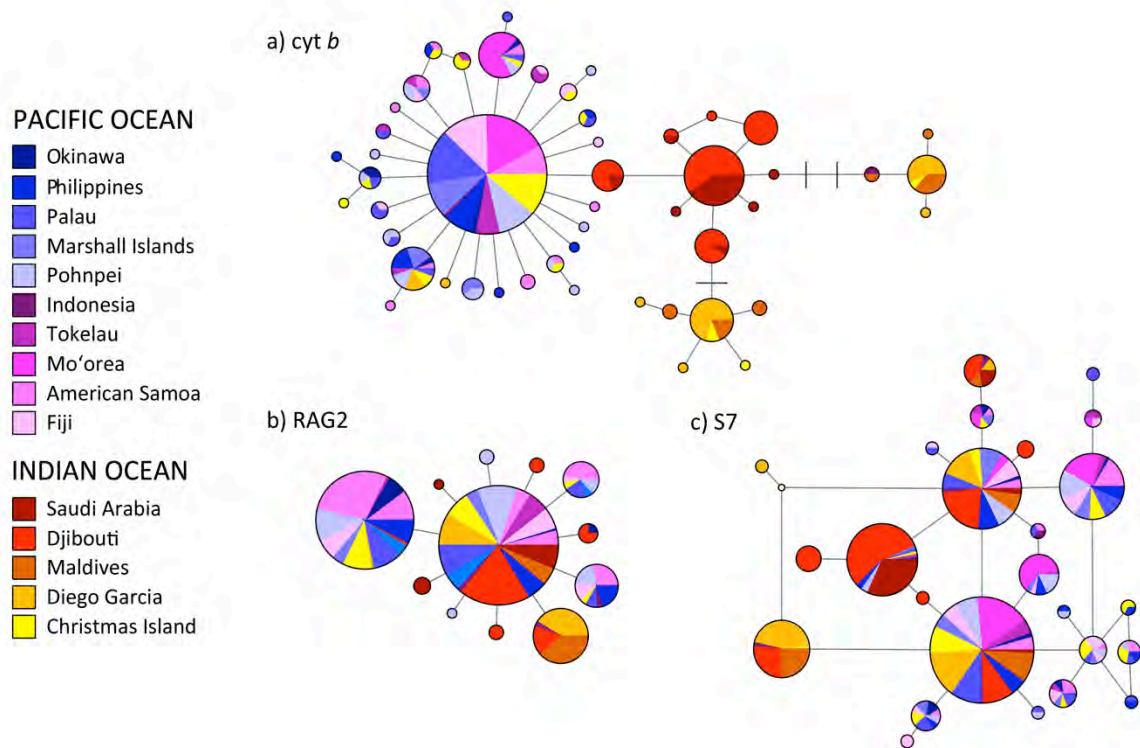 a) cyt b
PACIFIC OCEAN
Okinawa
Philippines
Palau
Marshall Islands
Pohnpei
Indonesia
Tokelau
Mo‘orea
American Samoa
Fiji
INDIAN OCEAN
Saudi Arabia
Djibouti
Maldives
Diego Garcia
Christmas Island
b) RAG2
c) S7